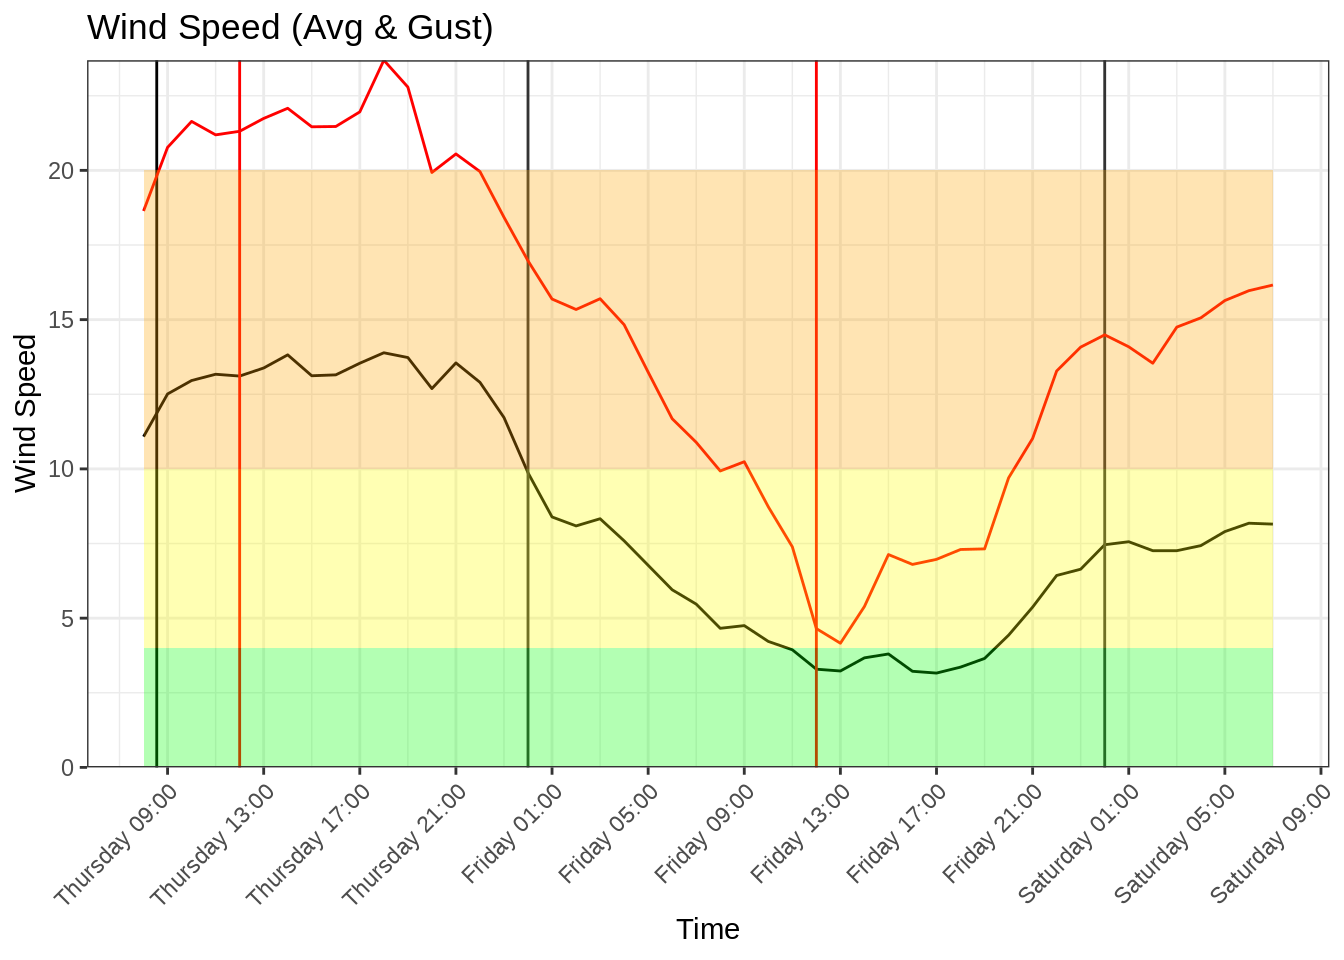 Wind Speed (Avg & Gust)
Wind Speed
20
15
10
5
0
Thursday 09:00
Thursday 13:00
Thursday 17:00
Thursday 21:00
Friday 01:00
Friday 05:00
Friday 09:00
Friday 13:00
Friday 17:00
Friday 21:00
Saturday 01:00
Saturday 05:00
Saturday 09:00
Time